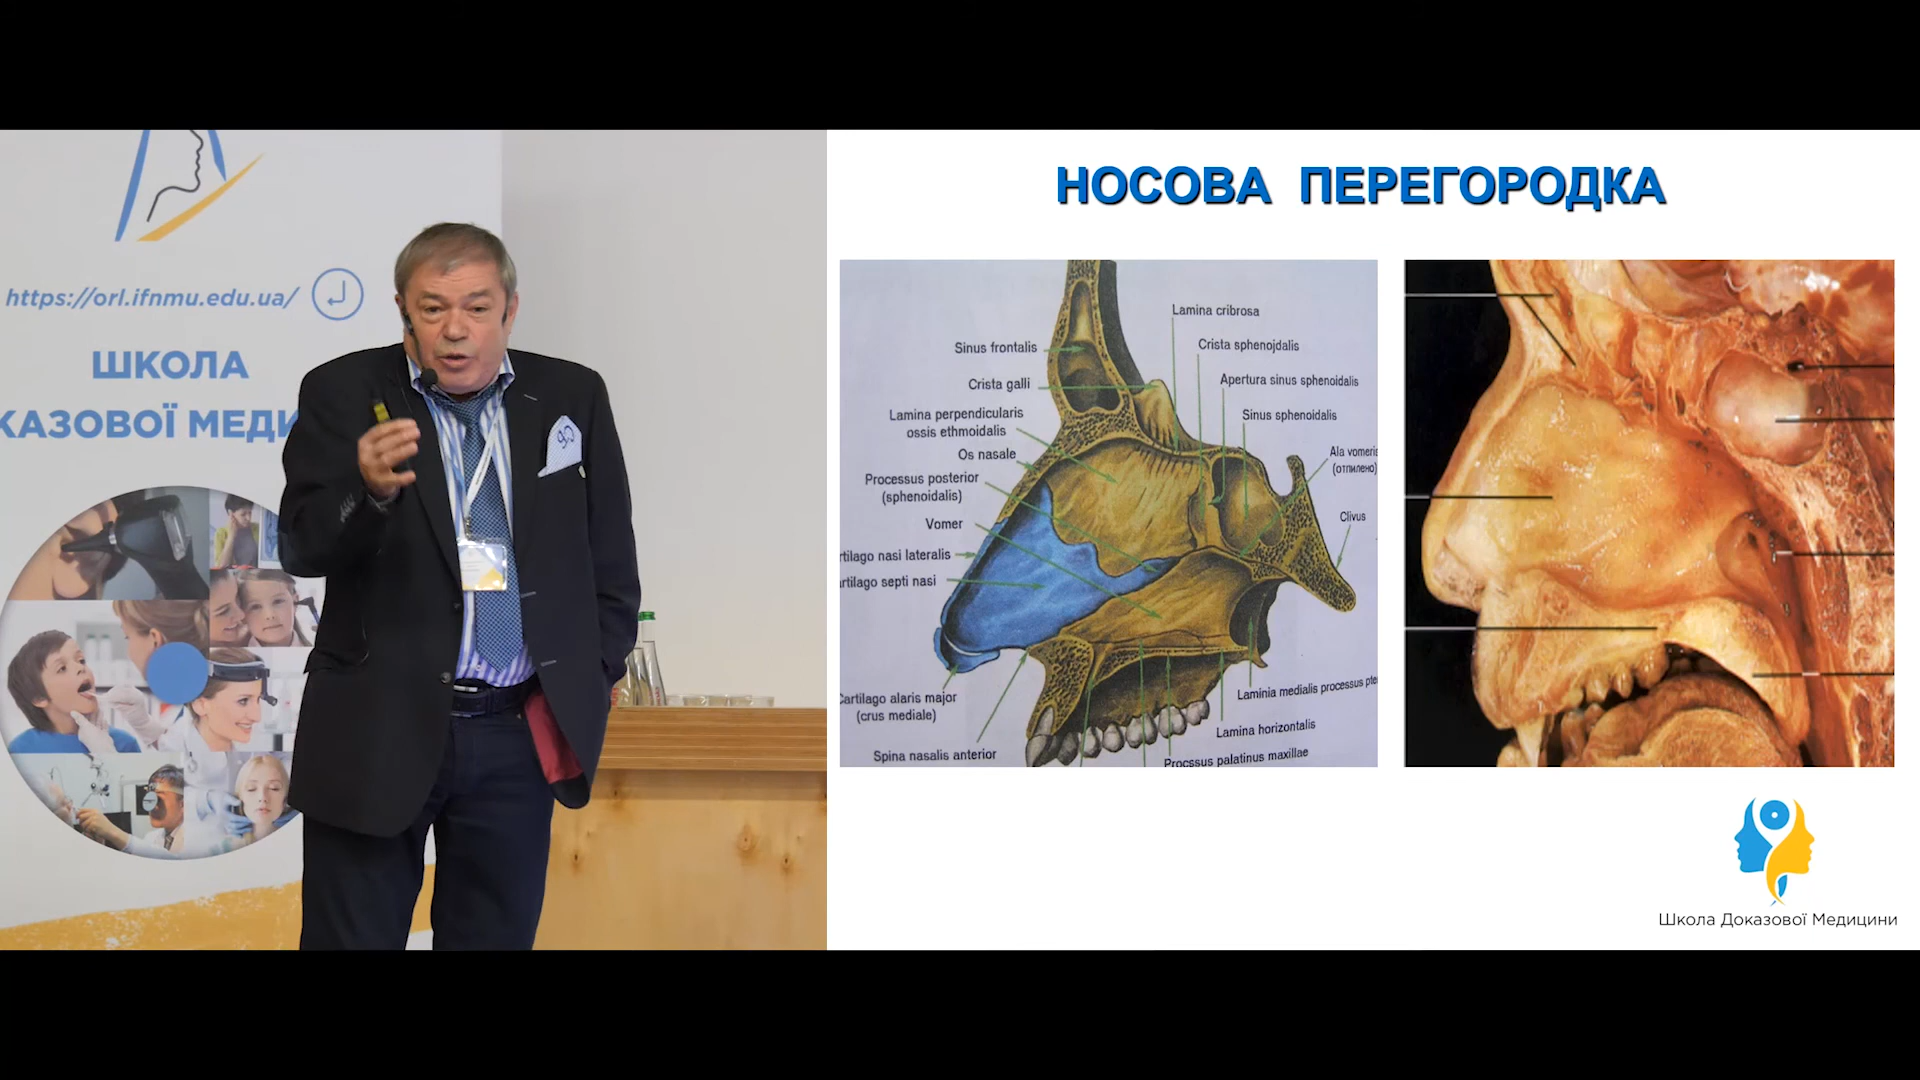 https://orl.ifnmu.edu.ua/
ШКОЛА
КАЗОВОЇ МЕДИ
НОСОВА ПЕРЕГОРОДКА
Lamina cribrosa
Sinus frontalis
Crista sphenojdalis
Crista galli
Apertura sinus sphenoidalis
Lamina perpendicularis
ossis ethmoidalis
Sinus sphenoidalis
Os nasale
Ala vomeris
(отпилено)
Processus posterior
(sphenoidalis)
Vomer
Clivus
rtilago nasi lateralis
artilago septi nasi
Cartilago alaris major
(crus mediale)
Laminia medialis processus pte
Lamina horizontalis
Spina nasalis anterior
Procssus palatinus maxillae
Школа Доказової Медицини